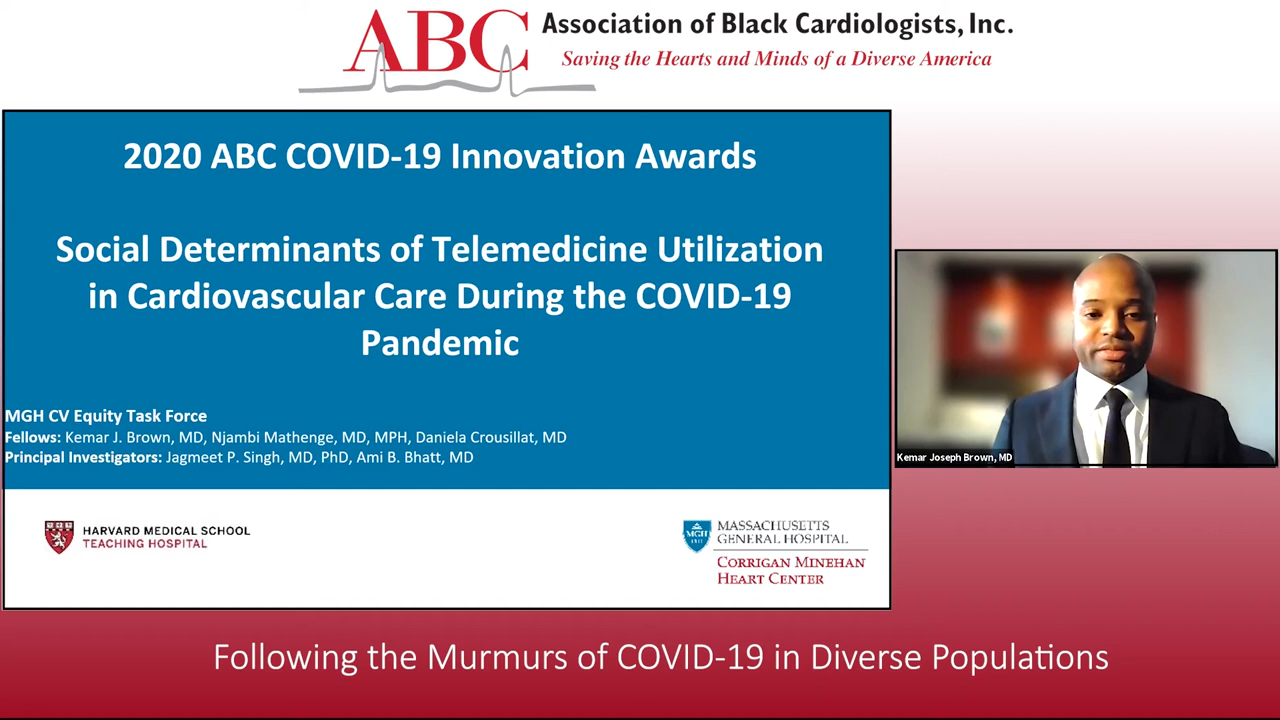 ABC
Association of Black Cardiologists, Inc.
Saving the Hearts and Minds of a Diverse America
2020 ABC COVID-19 Innovation Awards
Social Determinants of Telemedicine Utilization
in Cardiovascular Care During the COVID-19
Pandemic
MGH CV Equity Task Force
Fellows: Kemar J. Brown, MD, Njambi Mathenge, MD, MPH, Daniela Crousillat, MD
Principal Investigators: Jagmeet P. Singh, MD, PhD, Ami B. Bhatt, MD
HARVARD MEDICAL SCHOOL
TEACHING HOSPITAL
MGH
MASSACHUSETTS
GENERAL HOSPITAL
CORRIGAN MINEHAN
HEART CENTER
Kemar Joseph Brown, MD
Following the Murmurs of COVID-19 in Diverse Populations